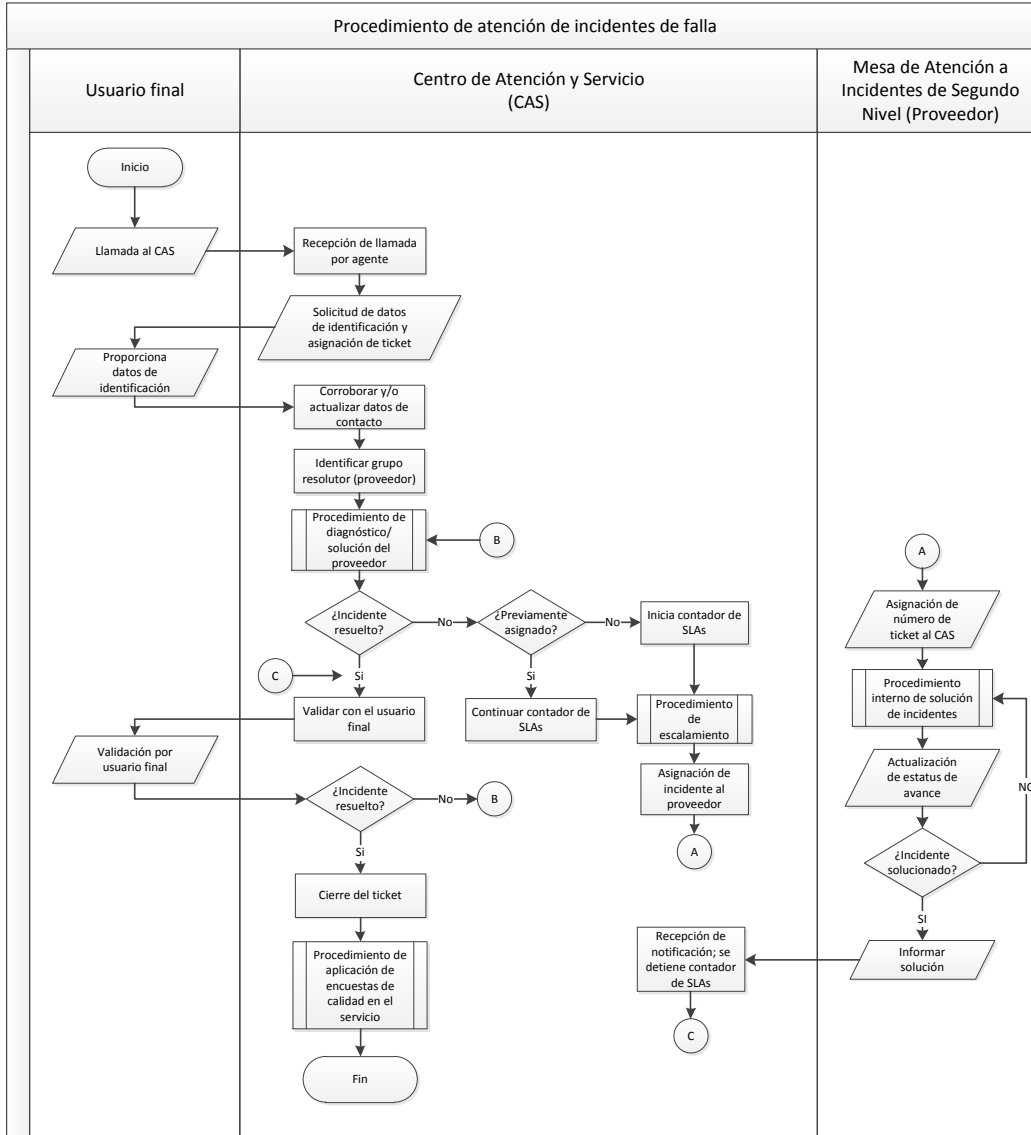 Procedimiento de atención de incidentes de falla
Usuario final
Centro de Atención y Servicio
(CAS)
Mesa de Atención a
Incidentes de Segundo
Nivel (Proveedor)
Inicio
Llamada al CAS
Recepción de llamada
por agente
Solicitud de datos
de identificación y
asignación de ticket
Proporciona
datos de
identificación
Corroborar y/o
actualizar datos de
contacto
Identificar grupo
resolutor (proveedor)
Procedimiento de
diagnóstico/
solución del
proveedor
B
¿Incidente
resuelto?
No
¿Previamente
asignado?
No
Inicia contador de
SLAs
Si
C
Si
Validar con el usuario
final
Continuar contador de
SLAs
Procedimiento
de
escalamiento
Validación por
usuario final
¿Incidente
resuelto?
No
B
Asignación de
incidente al
proveedor
A
Si
Cierre del ticket
Procedimiento de
aplicación de
encuestas de
calidad en el
servicio
Fin
A
Asignación de
número de
ticket al CAS
Procedimiento
interno de solución
de incidentes
Actualización
de estatus de
avance
NO
¿Incidente
solucionado?
SI
Informar
solución
Recepción de
notificación; se
detiene contador
de SLAs
C